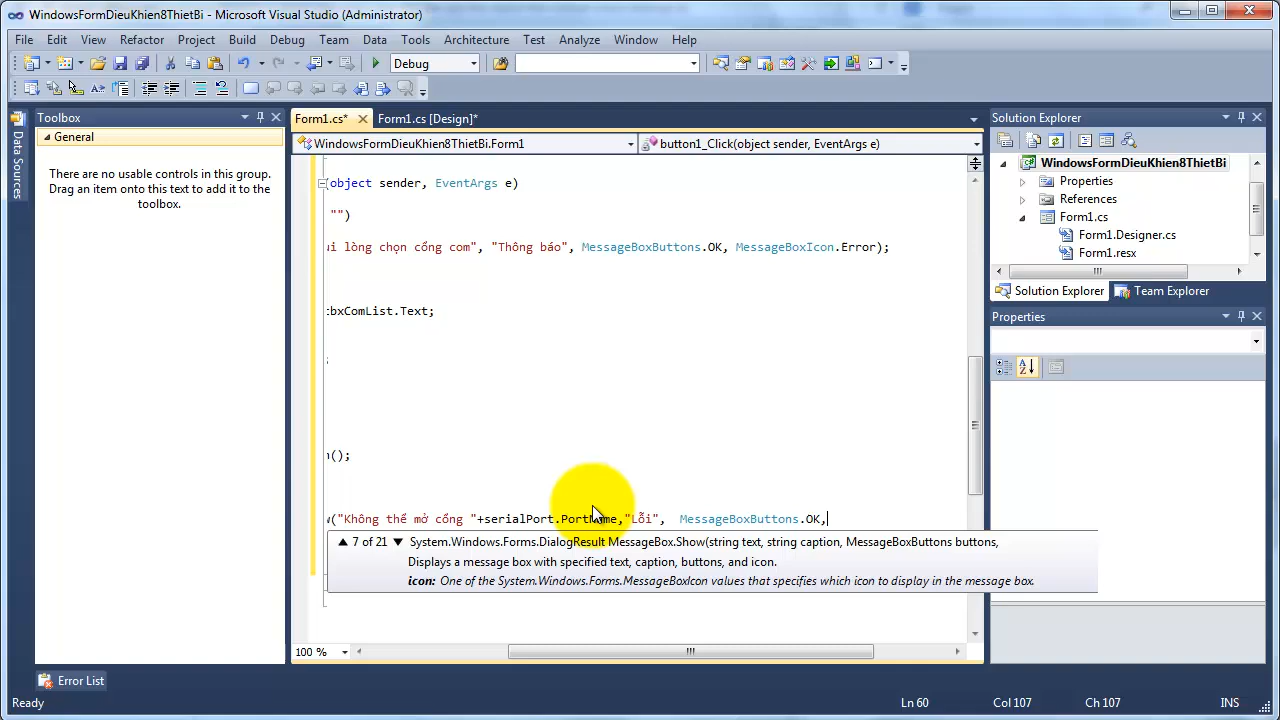 WindowsFormDieuKhien8ThietBi - Microsoft Visual Studio (Administrator)
File Edit View Refactor Project Build Debug Team Data Tools Architecture Test Analyze Window Help
Debug
Toolbox
General
There are no usable controls in this group.
Drag an item onto this text to add it to the
toolbox.
Data Sources
Form1.cs*
Form1.cs [Design]*
WindowsFormDieuKhien8ThietBi.Form1
button1_Click(object sender, EventArgs e)
(object sender, EventArgs e)
"")
ui lòng chọn cổng com", "Thông báo", MessageBoxButtons.OK, MessageBoxIcon.Error);
bxComList.Text;
;
n();
w("Không thể mở cổng "+serialPort.PortName,"Lỗi", MessageBoxButtons.OK,
7 of 21 System.Windows.Forms.DialogResult MessageBox.Show(string text, string caption, MessageBoxButtons buttons,
Displays a message box with specified text, caption, buttons, and icon.
icon: One of the System.Windows.Forms.MessageBoxIcon values that specifies which icon to display in the message box.
100 %
Solution Explorer
WindowsFormDieuKhien8ThietBi
Properties
References
Form1.cs
Form1.Designer.cs
Form1.resx
Solution Explorer
Team Explorer
Properties
Error List
Ready
Ln 60
Col 107
Ch 107
INS